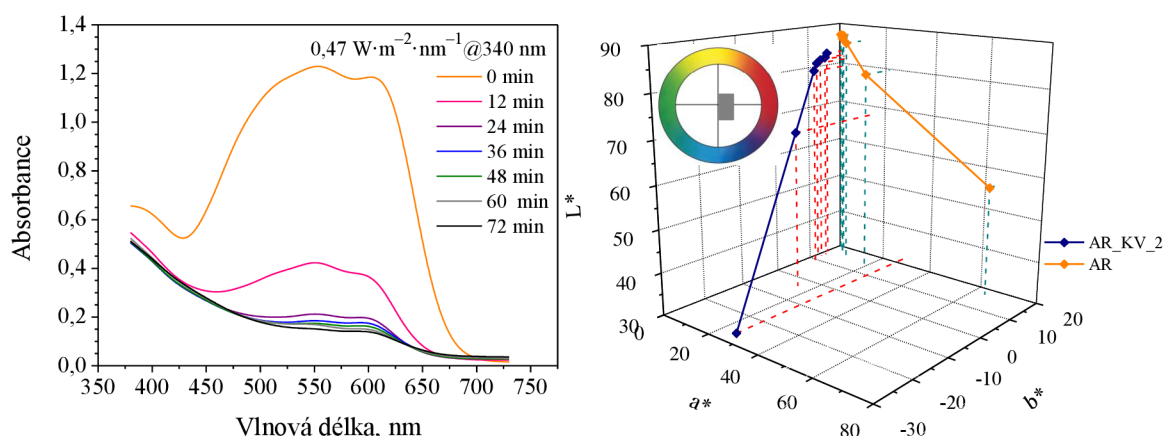 1,4
1,2
1,0
0,8
0,6
0,4
0,2
0,0
Absorbance
350 400 450 500 550 600 650 700 750
Vlnová délka, nm
0,47 W·m⁻²·nm⁻¹@340 nm
0 min
12 min
24 min
36 min
48 min
60 min
72 min
90
80
70
60
50
40
30
L*
0
20
40
60
80
a*
-30
-20
-10
0
10
20
b*
AR_KV_2
AR